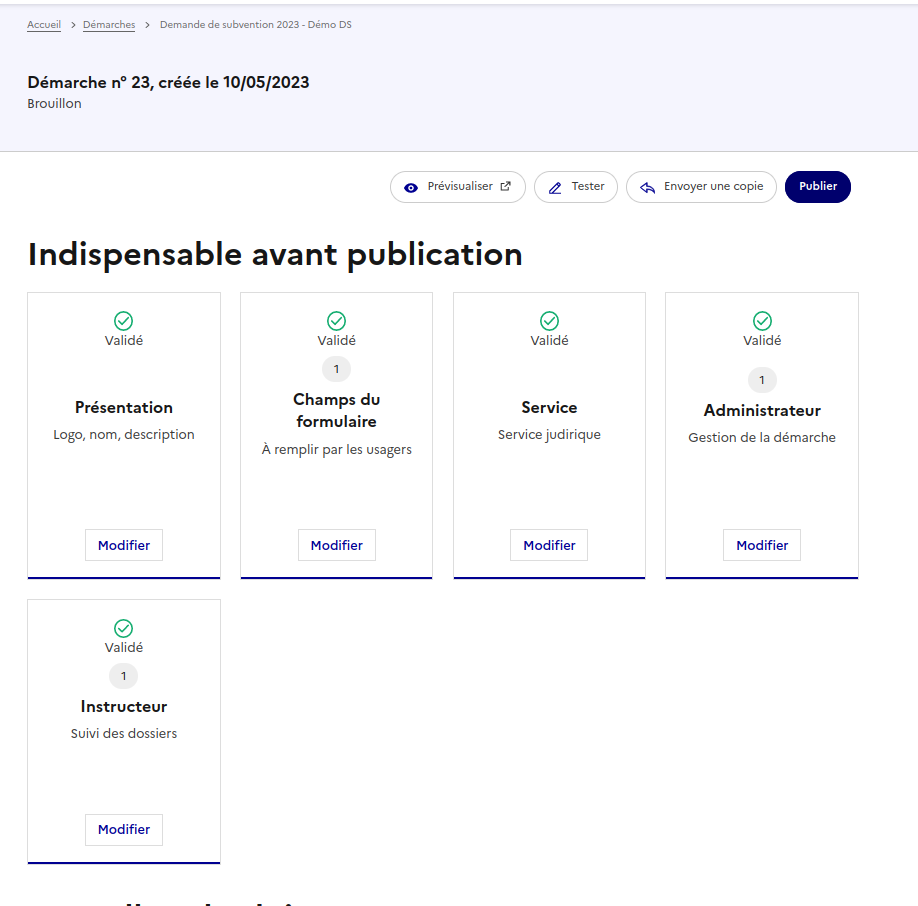 Accueil > Démarches > Demande de subvention 2023 - Démo DS
Démarche n° 23, créée le 10/05/2023
Brouillon
Prévisualiser Tester Envoyer une copie Publier
Indispensable avant publication
Validé
Présentation
Logo, nom, description
Modifier
Validé
1
Champs du
formulaire
À remplir par les usagers
Modifier
Validé
Service
Service judirique
Modifier
Validé
1
Administrateur
Gestion de la démarche
Modifier
Validé
1
Instructeur
Suivi des dossiers
Modifier